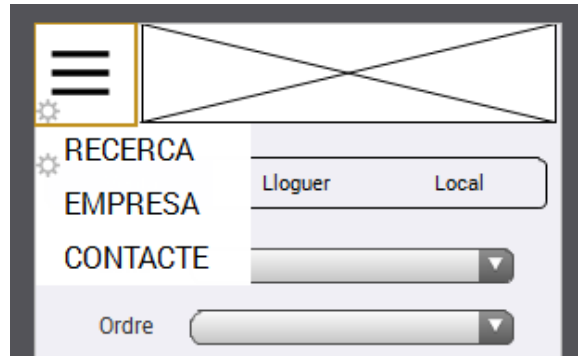 RECERCA
Lloguer Local
EMPRESA
CONTACTE
Ordre